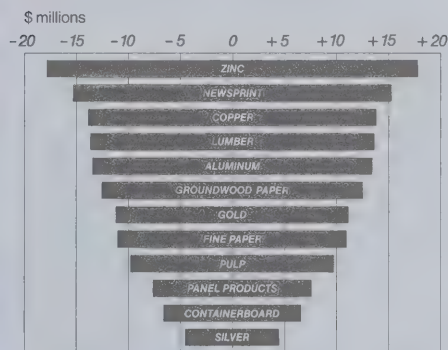 $ millions
-20 -15 -10 -5 0 +5 +10 +15 +20
ZINC
NEWSPRINT
COPPER
LUMBER
ALUMINUM
GROUNDWOOD PAPER
GOLD
FINE PAPER
PULP
PANEL PRODUCTS
CONTAINERBOARD
SILVER